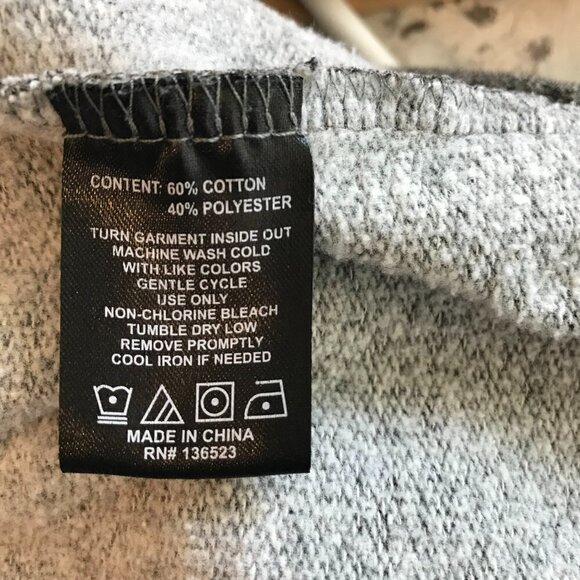 CONTENT: 60% COTTON
40% POLYESTER
TURN GARMENT INSIDE OUT
MACHINE WASH COLD
WITH LIKE COLORS
GENTLE CYCLE
USE ONLY
NON-CHLORINE BLEACH
TUMBLE DRY LOW
REMOVE PROMPTLY
COOL IRON IF NEEDED
MADE IN CHINA
RN# 136523